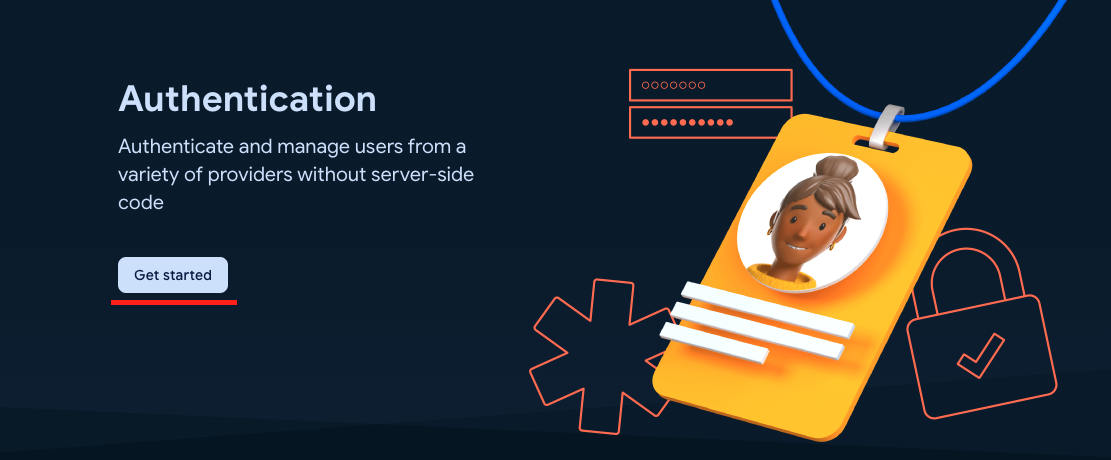 Authentication
Authenticate and manage users from a
variety of providers without server-side
code
Get started